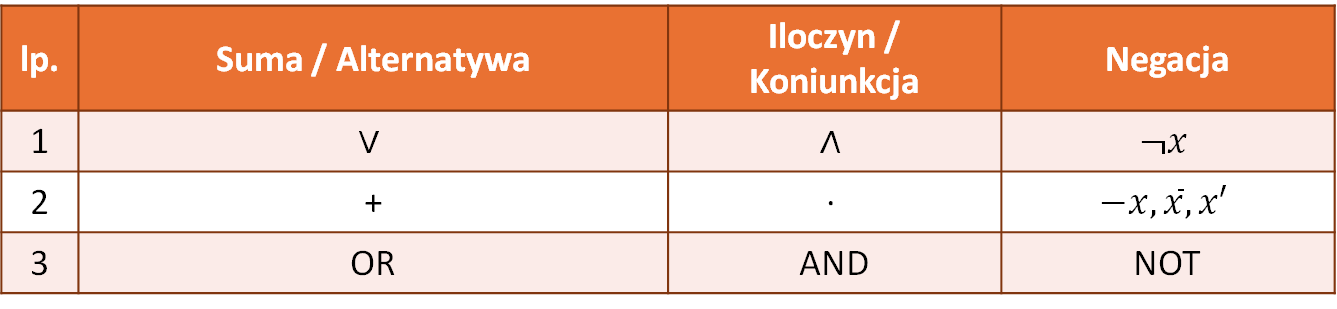 lp. Suma / Alternatywa Iloczyn / Koniunkcja Negacja
1 ∨ ∧ ¬x
2 + · −x, x̄, x′
3 OR AND NOT